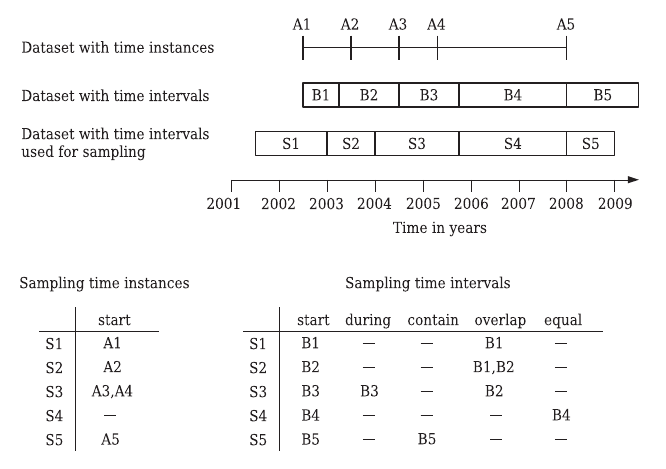 A1 A2 A3 A4 A5
Dataset with time instances
Dataset with time intervals B1 B2 B3 B4 B5
Dataset with time intervals
used for sampling S1 S2 S3 S4 S5
2001 2002 2003 2004 2005 2006 2007 2008 2009
Time in years
Sampling time instances Sampling time intervals
start start during contain overlap equal
S1 A1 S1 B1 — — B1 —
S2 A2 S2 B2 — — B1,B2 —
S3 A3,A4 S3 B3 B3 — B2 —
S4 — S4 B4 — — — B4
S5 A5 S5 B5 — B5 — —